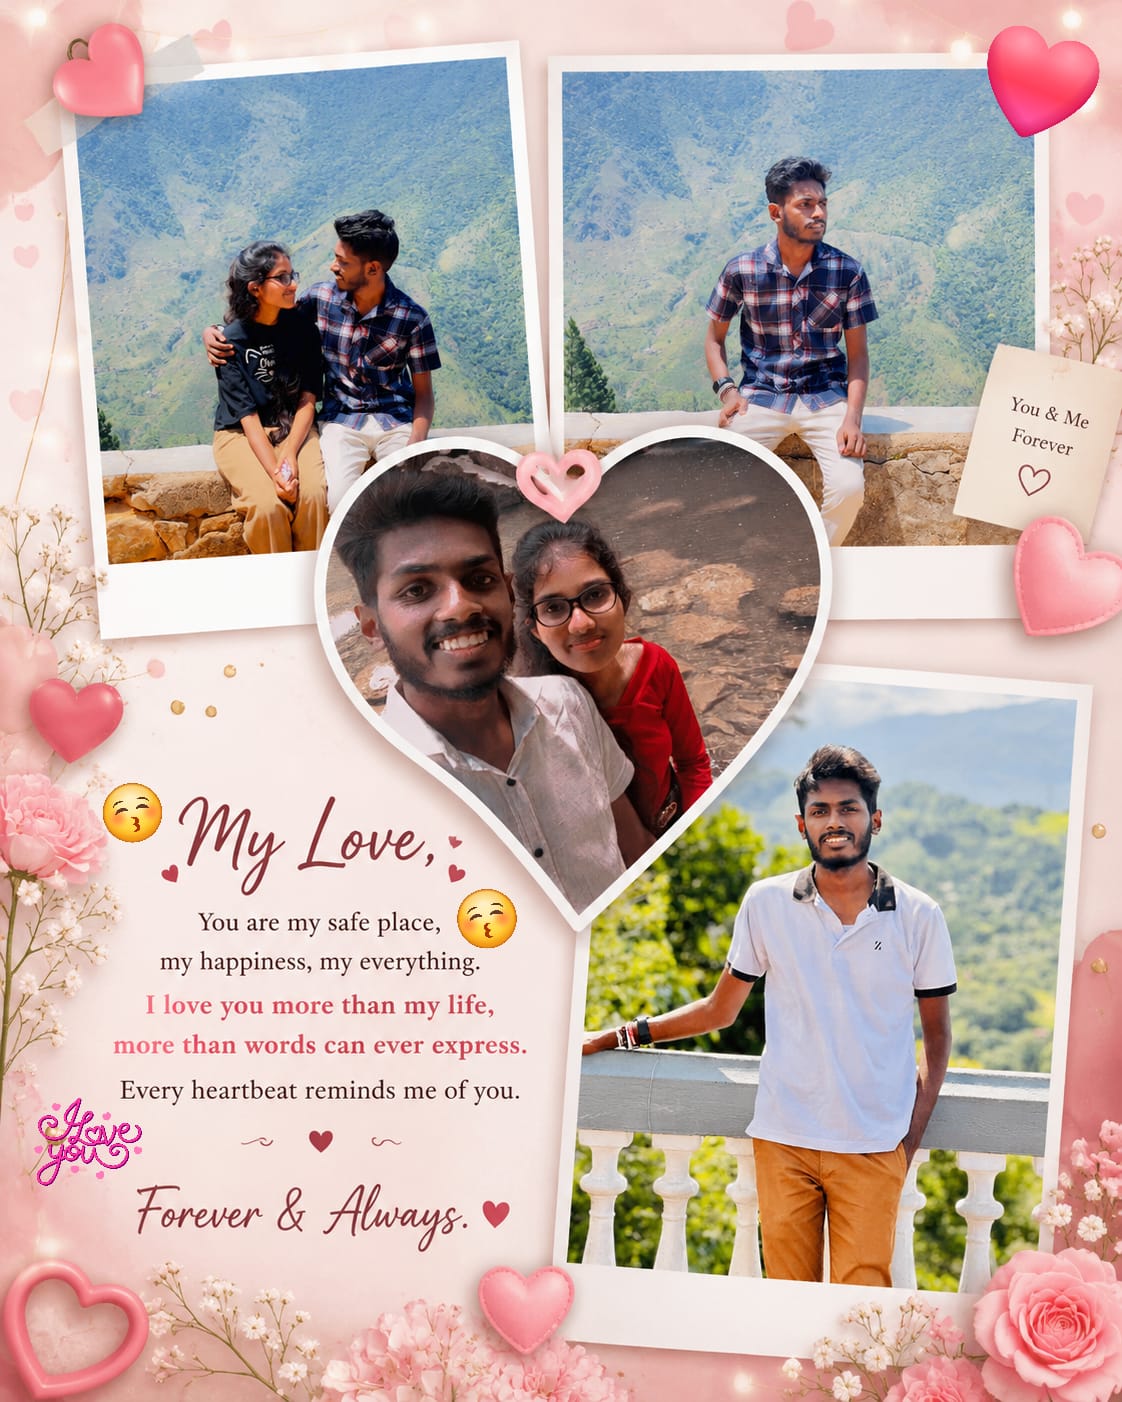 You & Me
Forever
My Love,
You are my safe place,
my happiness, my everything.
I love you more than my life,
more than words can ever express.
Every heartbeat reminds me of you.
I Love
you
Forever & Always.
Z